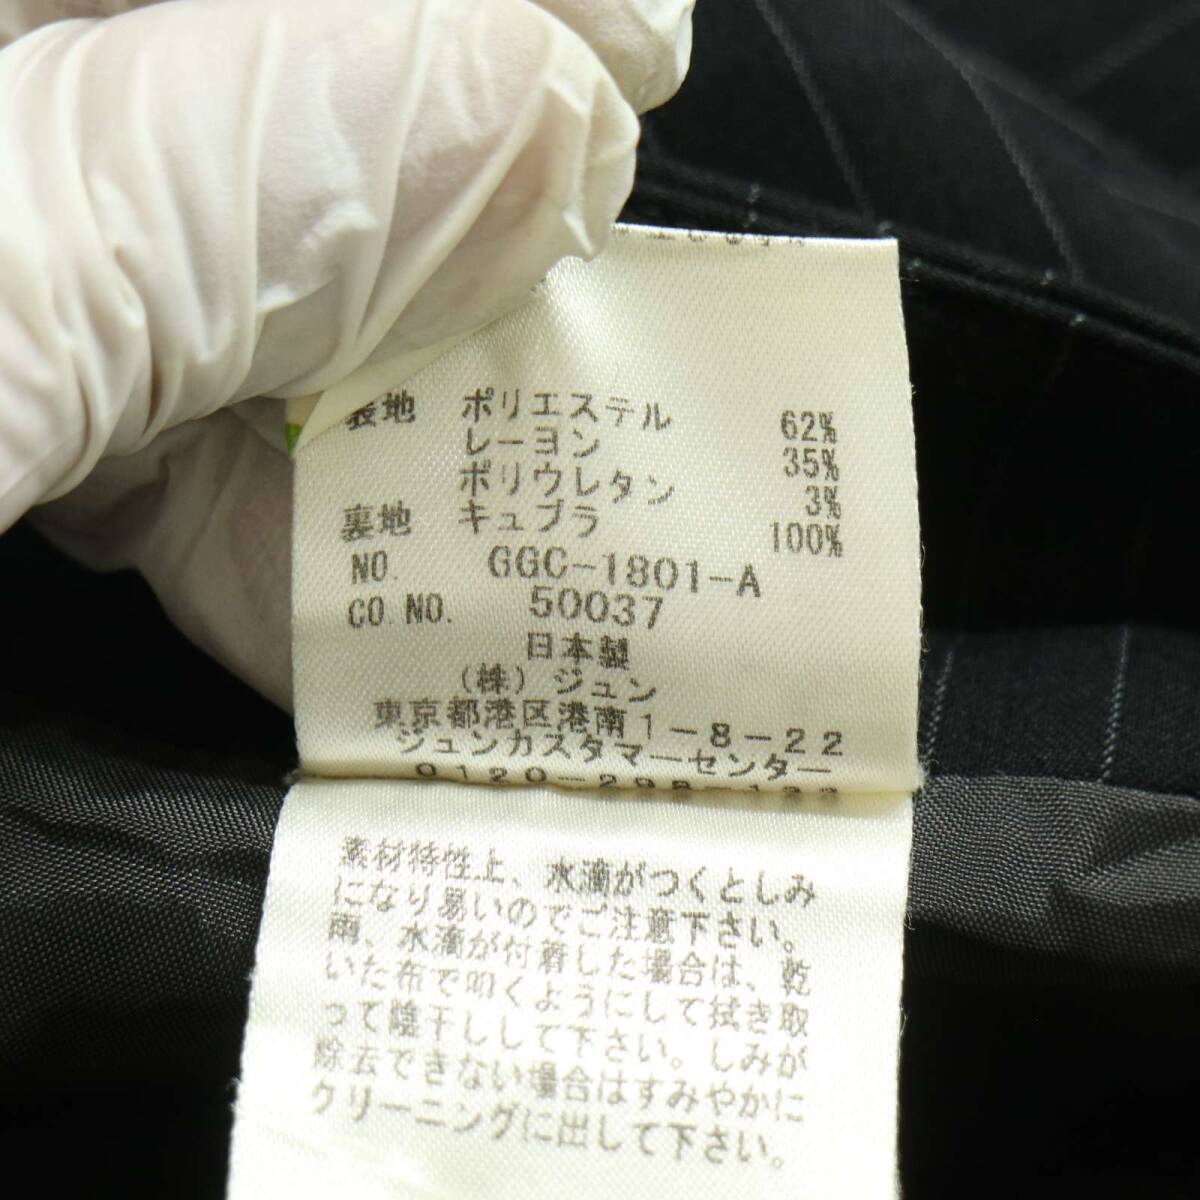 表地 ポリエステル 62%
レーヨン 35%
ポリウレタン 3%
裏地 キュプラ 100%
NO. GGC-1801-A
CO.NO. 50037
日本製
(株) ジュン
東京都港区港南1-8-22
ジュンカスタマーセンター
0120-298-133
素材特性上、水滴がつくとしみ
になり易いのでご注意下さい。
雨、水滴が付着した場合は、乾
いた布で叩くようにして拭き取
って陰干しして下さい。しみが
除去できない場合はすみやかに
クリーニングに出して下さい。